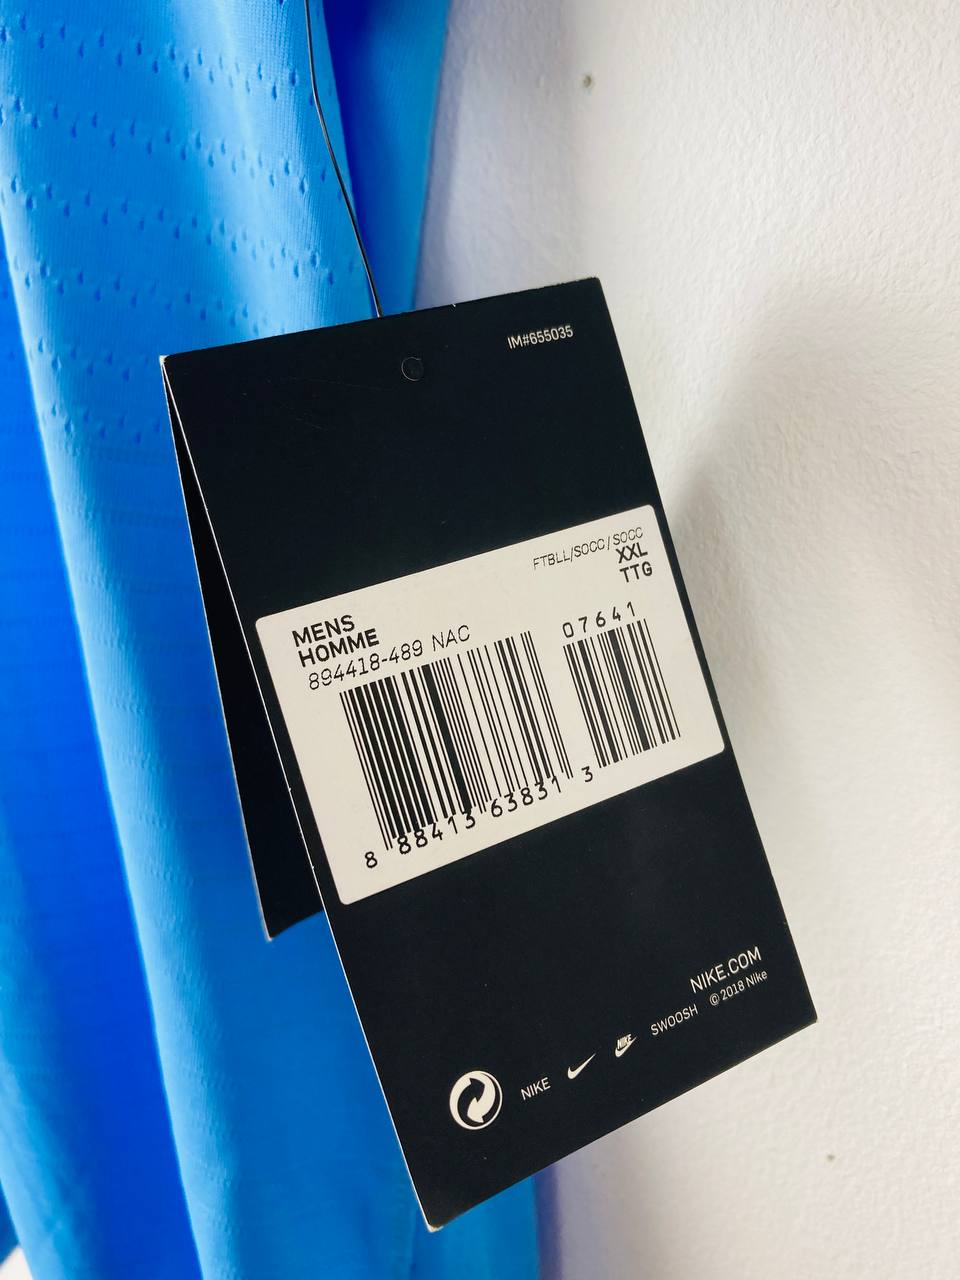 IM#655035
FTBLL/SOCC/SOCC
XXL
TTG
MENS
HOMME
894418-489 NAC
07641
8 88413 63831 3
NIKE.COM
NIKE NIKE SWOOSH © 2018 Nike